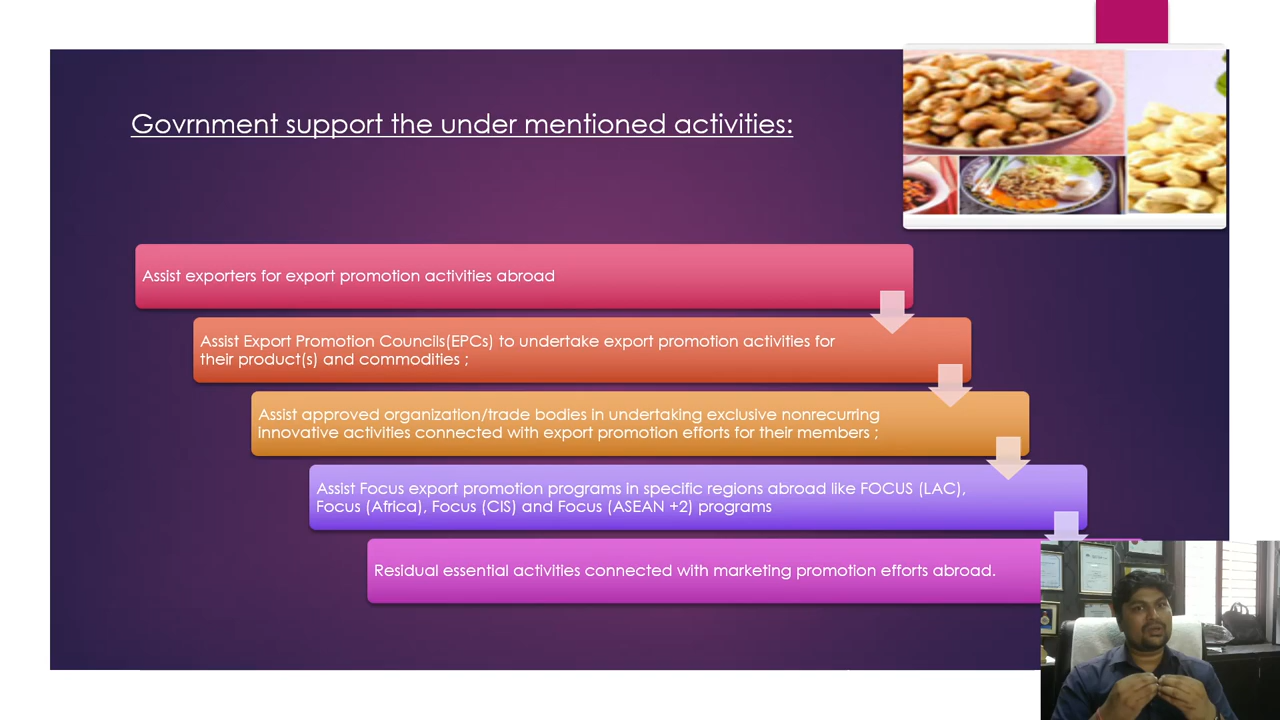 Govrnment support the under mentioned activities:
Assist exporters for export promotion activities abroad
Assist Export Promotion Councils(EPCs) to undertake export promotion activities for
their product(s) and commodities ;
Assist approved organization/trade bodies in undertaking exclusive nonrecurring
innovative activities connected with export promotion efforts for their members ;
Assist Focus export promotion programs in specific regions abroad like FOCUS (LAC),
Focus (Africa), Focus (CIS) and Focus (ASEAN +2) programs
Residual essential activities connected with marketing promotion efforts abroad.